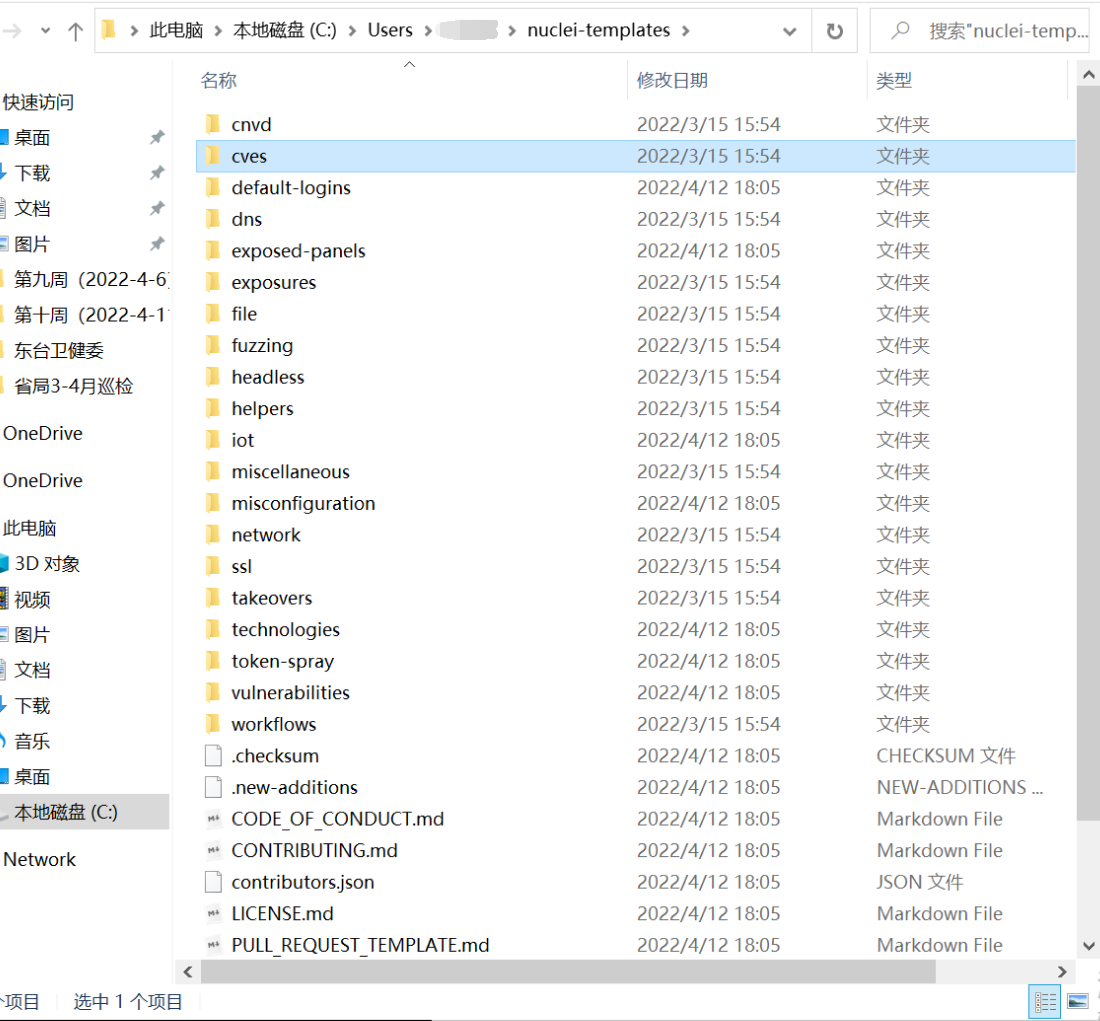 此电脑 › 本地磁盘 (C:) › Users › › nuclei-templates ›
搜索"nuclei-temp...
名称 修改日期 类型
快速访问
桌面
下载
文档
图片
第九周（2022-4-6
第十周（2022-4-1
东台卫健委
省局3-4月巡检
OneDrive
OneDrive
此电脑
3D 对象
视频
图片
文档
下载
音乐
桌面
本地磁盘 (C:)
Network
cnvd 2022/3/15 15:54 文件夹
cves 2022/3/15 15:54 文件夹
default-logins 2022/4/12 18:05 文件夹
dns 2022/3/15 15:54 文件夹
exposed-panels 2022/4/12 18:05 文件夹
exposures 2022/3/15 15:54 文件夹
file 2022/3/15 15:54 文件夹
fuzzing 2022/3/15 15:54 文件夹
headless 2022/3/15 15:54 文件夹
helpers 2022/3/15 15:54 文件夹
iot 2022/4/12 18:05 文件夹
miscellaneous 2022/3/15 15:54 文件夹
misconfiguration 2022/4/12 18:05 文件夹
network 2022/3/15 15:54 文件夹
ssl 2022/3/15 15:54 文件夹
takeovers 2022/3/15 15:54 文件夹
technologies 2022/4/12 18:05 文件夹
token-spray 2022/4/12 18:05 文件夹
vulnerabilities 2022/4/12 18:05 文件夹
workflows 2022/3/15 15:54 文件夹
.checksum 2022/4/12 18:05 CHECKSUM 文件
.new-additions 2022/4/12 18:05 NEW-ADDITIONS ...
CODE_OF_CONDUCT.md 2022/4/12 18:05 Markdown File
CONTRIBUTING.md 2022/4/12 18:05 Markdown File
contributors.json 2022/4/12 18:05 JSON 文件
LICENSE.md 2022/4/12 18:05 Markdown File
PULL_REQUEST_TEMPLATE.md 2022/4/12 18:05 Markdown File
个项目 选中 1 个项目